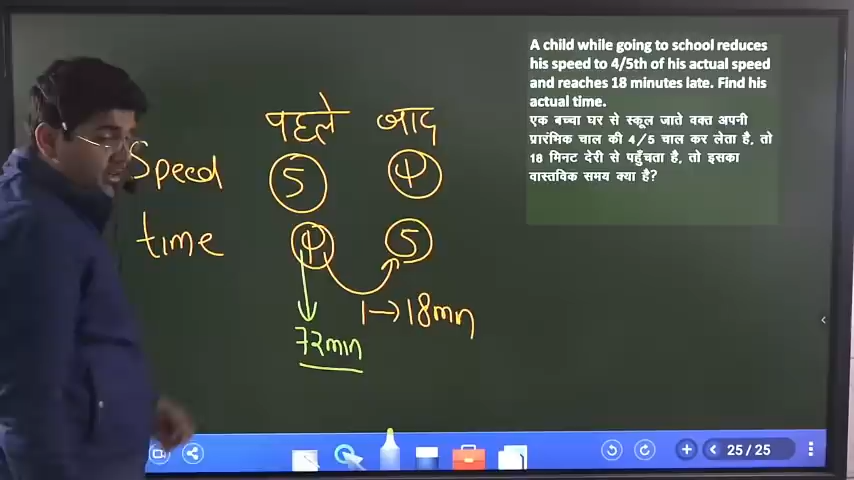 A child while going to school reduces
his speed to 4/5th of his actual speed
and reaches 18 minutes late. Find his
actual time.
एक बच्चा घर से स्कूल जाते वक्त अपनी
प्रारंभिक चाल की 4/5 चाल कर लेता है, तो
18 मिनट देरी से पहुँचता है, तो इसका
वास्तविक समय क्या है?
पहले बाद
Speed 5 4
time 4 5
1→18min
72min
25/25